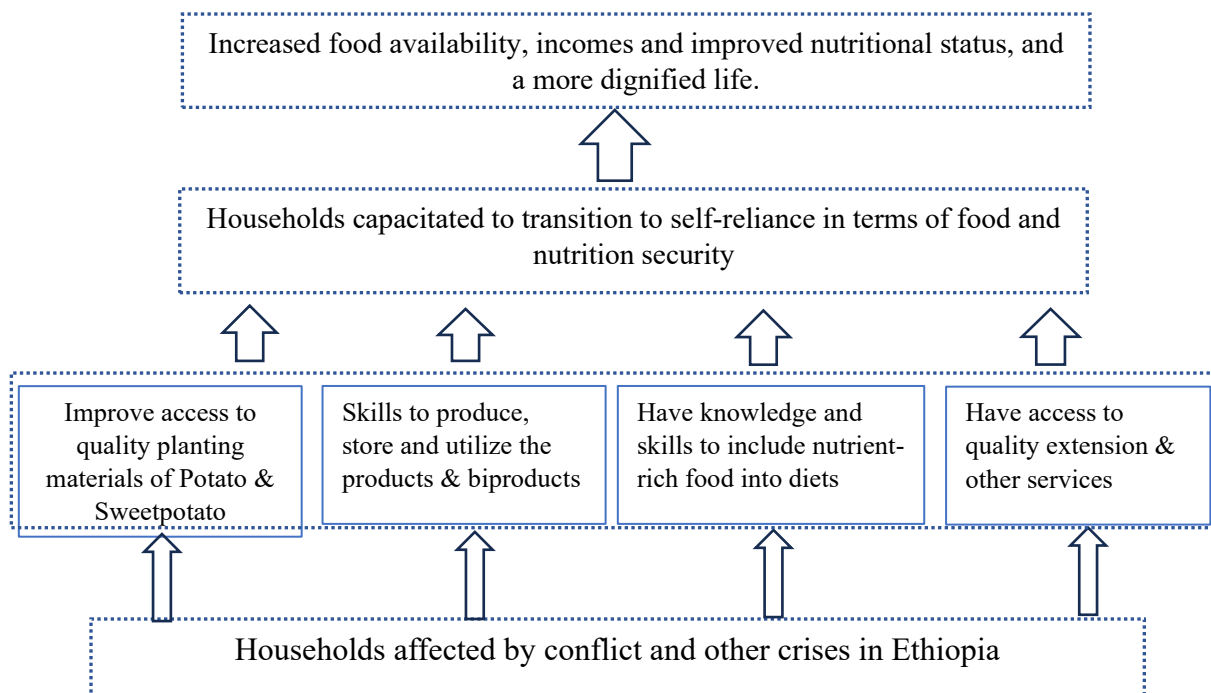 Increased food availability, incomes and improved nutritional status, and
a more dignified life.
Households capacitated to transition to self-reliance in terms of food and
nutrition security
Improve access to
quality planting
materials of Potato &
Sweetpotato
Skills to produce,
store and utilize the
products & biproducts
Have knowledge and
skills to include nutrient-
rich food into diets
Have access to
quality extension &
other services
Households affected by conflict and other crises in Ethiopia